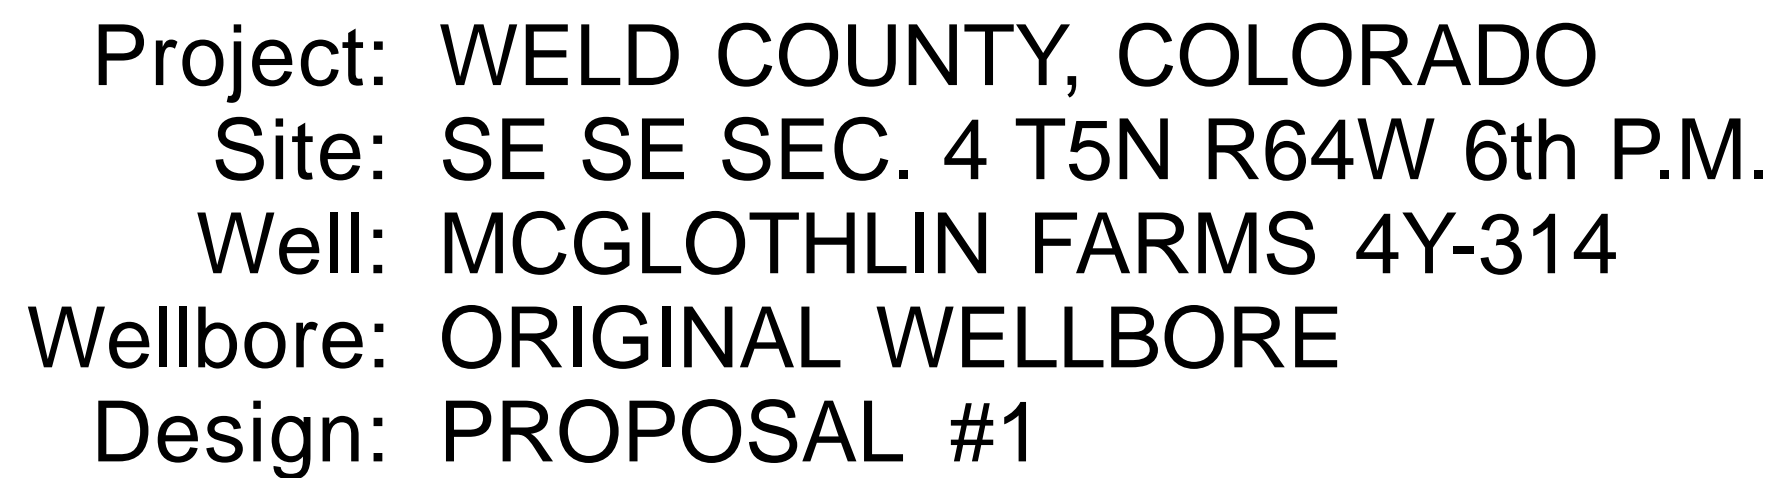 Project: WELD COUNTY, COLORADO
Site: SE SE SEC. 4 T5N R64W 6th P.M.
Well: MCGLOTHLIN FARMS 4Y-314
Wellbore: ORIGINAL WELLBORE
Design: PROPOSAL #1